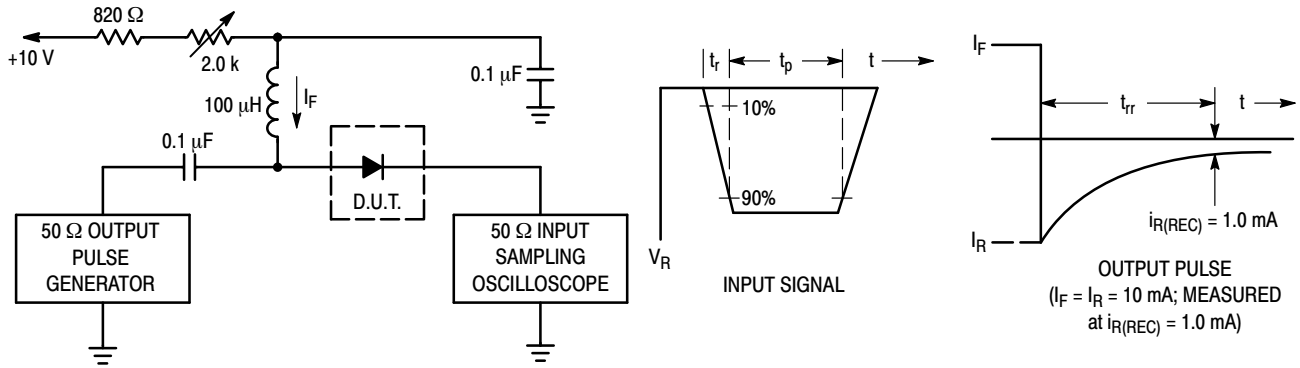 820 Ω
+10 V
2.0 k
100 μH
I_F
0.1 μF
0.1 μF
D.U.T.
50 Ω OUTPUT
PULSE
GENERATOR
50 Ω INPUT
SAMPLING
OSCILLOSCOPE
t_r
t_p
t
10%
90%
V_R
INPUT SIGNAL
I_F
t_rr
t
i_R(REC) = 1.0 mA
I_R
OUTPUT PULSE
(I_F = I_R = 10 mA; MEASURED
at i_R(REC) = 1.0 mA)